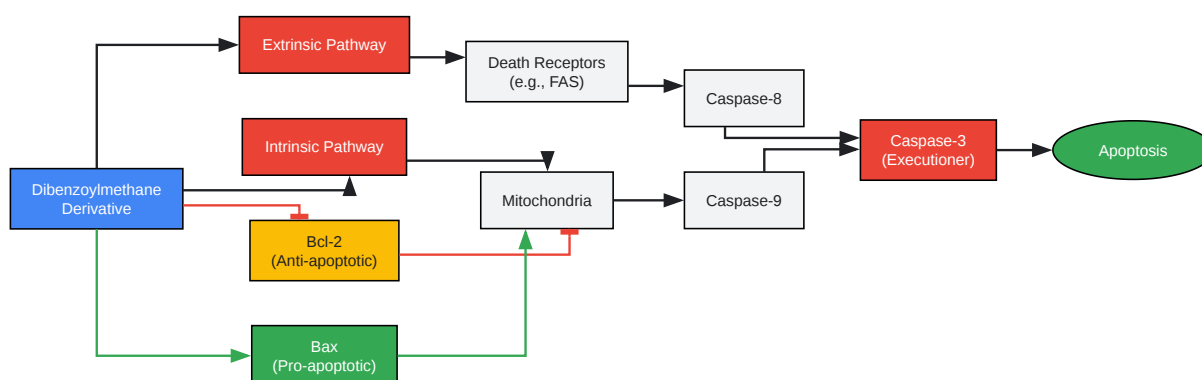 Extrinsic Pathway
Death Receptors
(e.g., FAS)
Caspase-8
Caspase-3
(Executioner)
Apoptosis
Intrinsic Pathway
Dibenzoylmethane
Derivative
Mitochondria
Caspase-9
Bcl-2
(Anti-apoptotic)
Bax
(Pro-apoptotic)